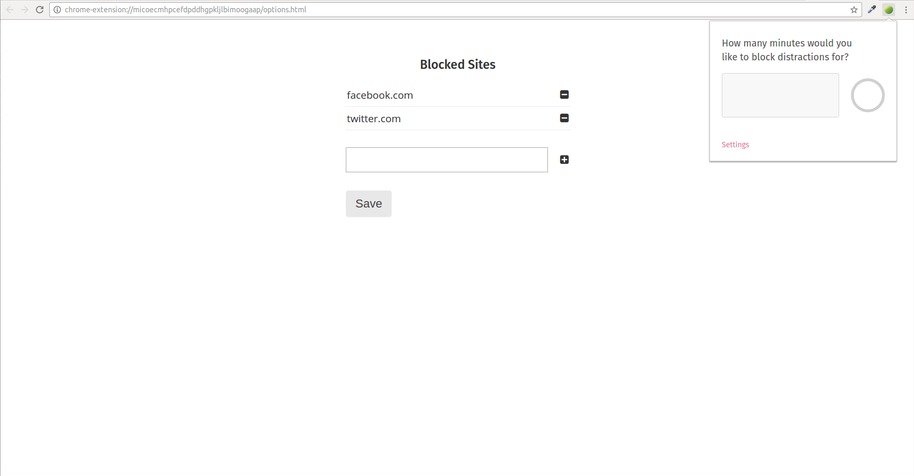 chrome-extension://micoecmhpcefdpddhgpkljlbimoogaap/options.html
Blocked Sites
facebook.com
twitter.com
Save
How many minutes would you
like to block distractions for?
Settings